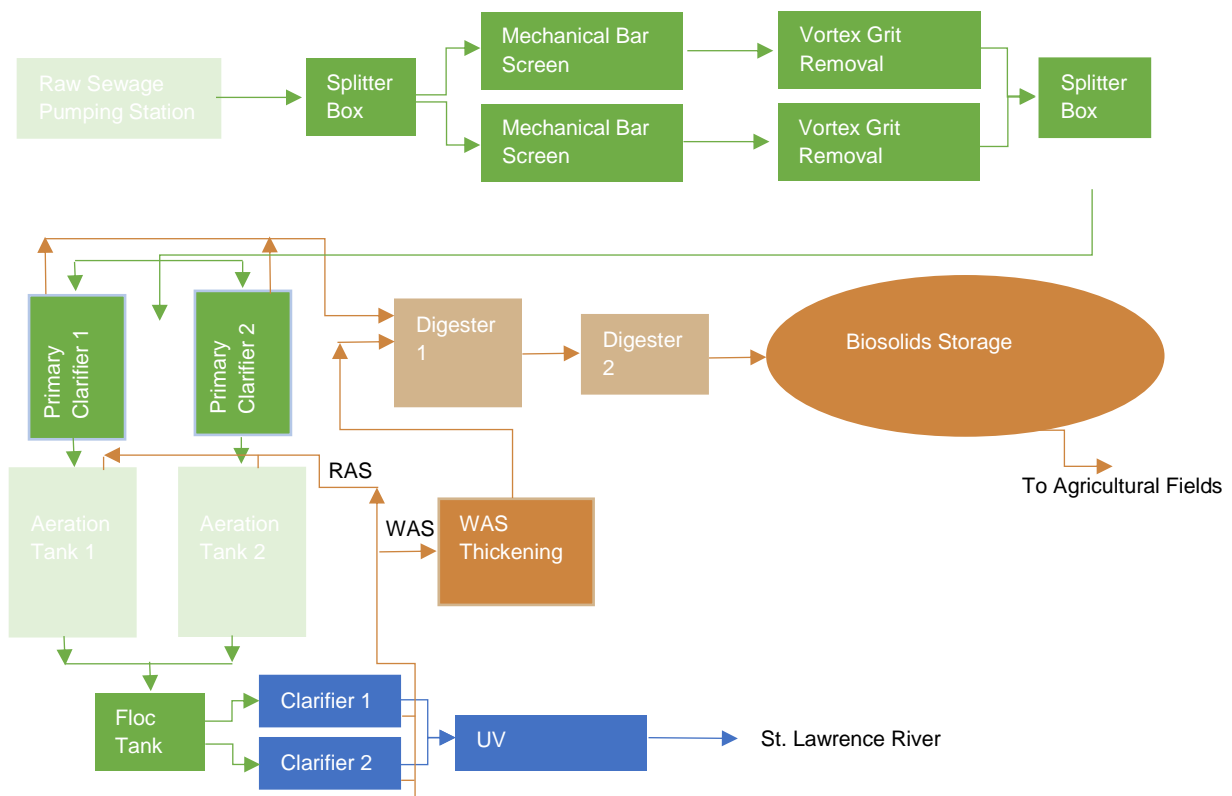 Raw Sewage
Pumping Station
Splitter
Box
Mechanical Bar
Screen
Vortex Grit
Removal
Mechanical Bar
Screen
Vortex Grit
Removal
Splitter
Box
Primary
Clarifier 1
Primary
Clarifier 2
Digester
1
Digester
2
Biosolids Storage
To Agricultural Fields
RAS
WAS
WAS
Thickening
Aeration
Tank 1
Aeration
Tank 2
Floc
Tank
Clarifier 1
Clarifier 2
UV
St. Lawrence River